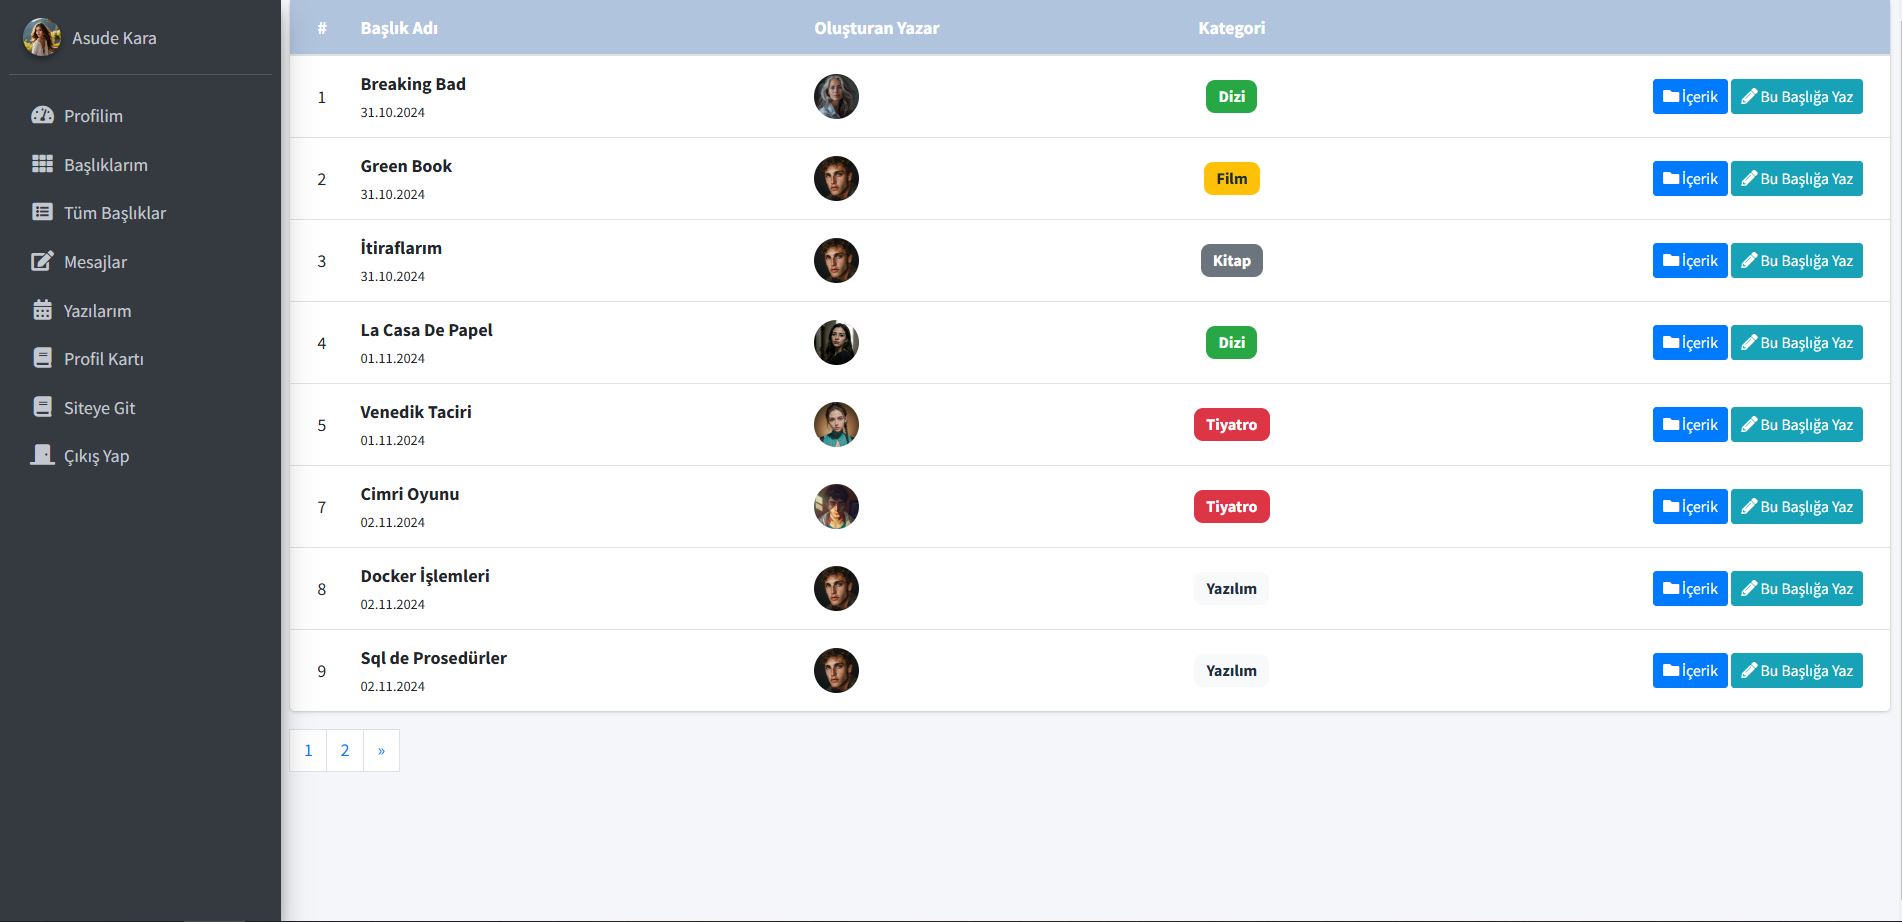 Asude Kara
Profilim
Başlıklarım
Tüm Başlıklar
Mesajlar
Yazılarım
Profil Kartı
Siteye Git
Çıkış Yap
# Başlık Adı Oluşturan Yazar Kategori
1 Breaking Bad Dizi İçerik Bu Başlığa Yaz
31.10.2024
2 Green Book Film İçerik Bu Başlığa Yaz
31.10.2024
3 İtiraflarım Kitap İçerik Bu Başlığa Yaz
31.10.2024
4 La Casa De Papel Dizi İçerik Bu Başlığa Yaz
01.11.2024
5 Venedik Taciri Tiyatro İçerik Bu Başlığa Yaz
01.11.2024
7 Cimri Oyunu Tiyatro İçerik Bu Başlığa Yaz
02.11.2024
8 Docker İşlemleri Yazılım İçerik Bu Başlığa Yaz
02.11.2024
9 Sql de Prosedürler Yazılım İçerik Bu Başlığa Yaz
02.11.2024
1 2 »